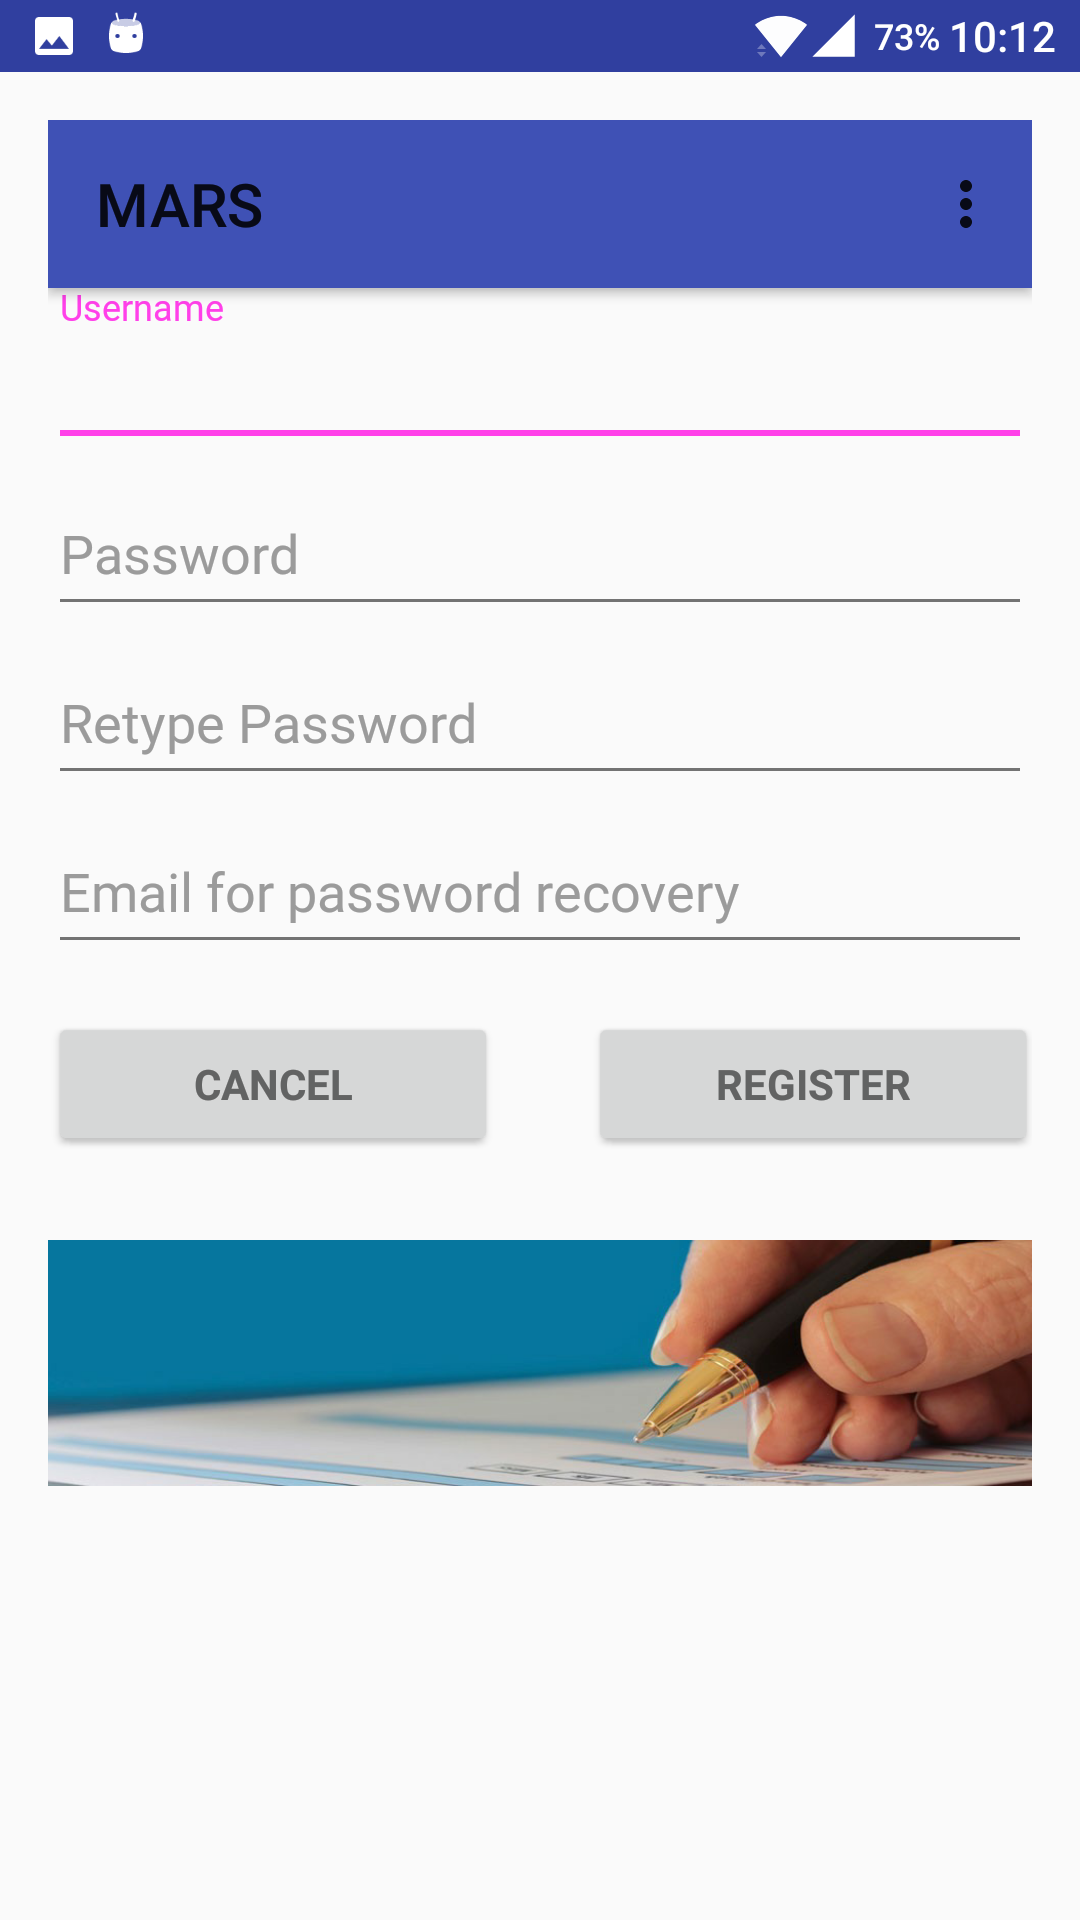 73% 10:12
MARS
Username
Password
Retype Password
Email for password recovery
CANCEL REGISTER